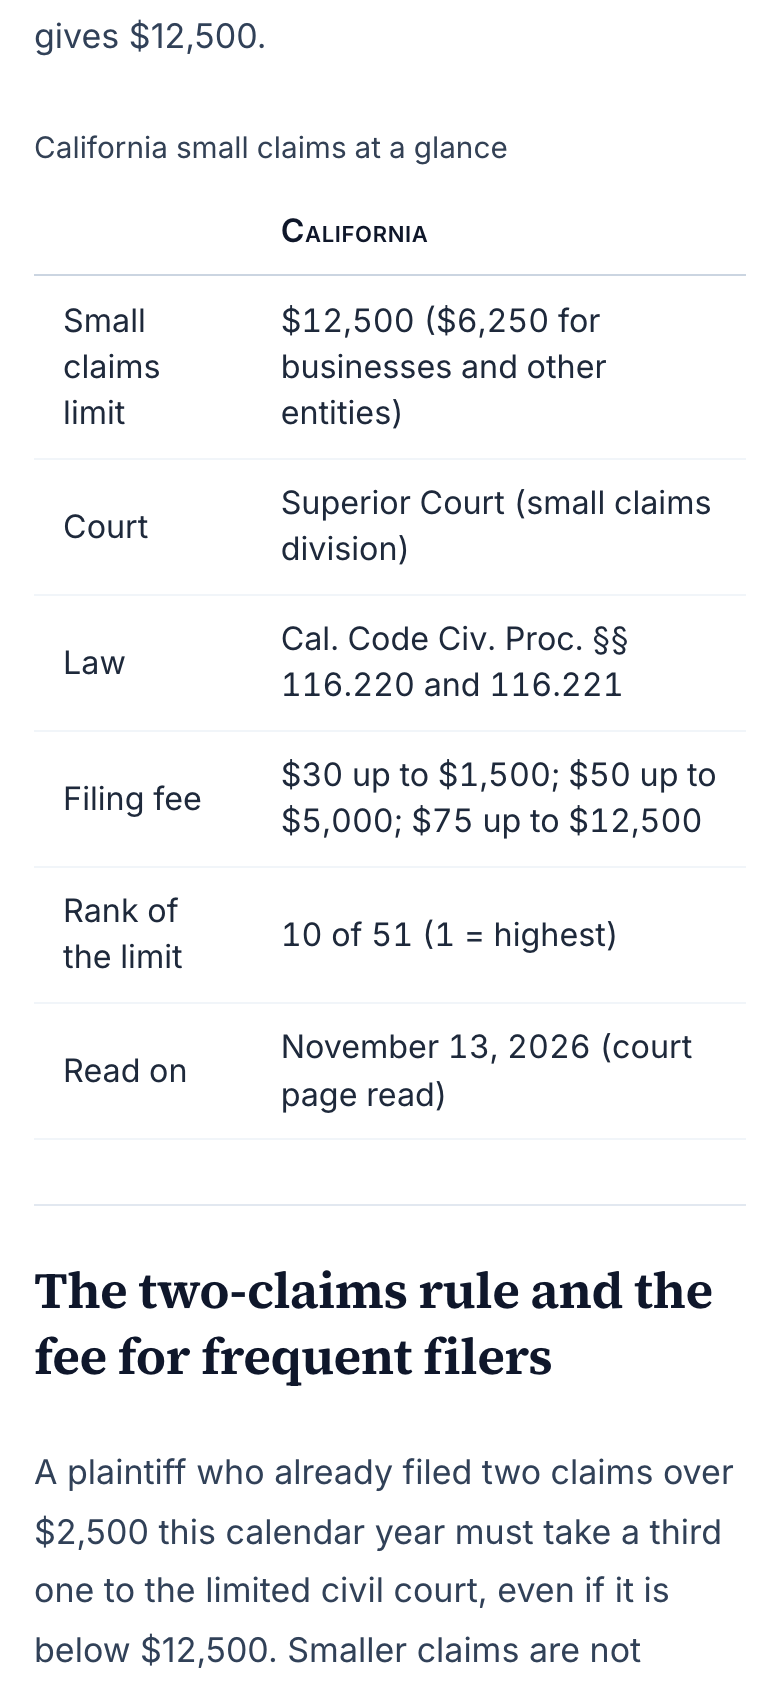 gives $12,500.
California small claims at a glance
California
Small
claims
limit
$12,500 ($6,250 for
businesses and other
entities)
Court
Superior Court (small claims
division)
Law
Cal. Code Civ. Proc. §§
116.220 and 116.221
Filing fee
$30 up to $1,500; $50 up to
$5,000; $75 up to $12,500
Rank of
the limit
10 of 51 (1 = highest)
Read on
November 13, 2026 (court
page read)
The two-claims rule and the
fee for frequent filers
A plaintiff who already filed two claims over
$2,500 this calendar year must take a third
one to the limited civil court, even if it is
below $12,500. Smaller claims are not